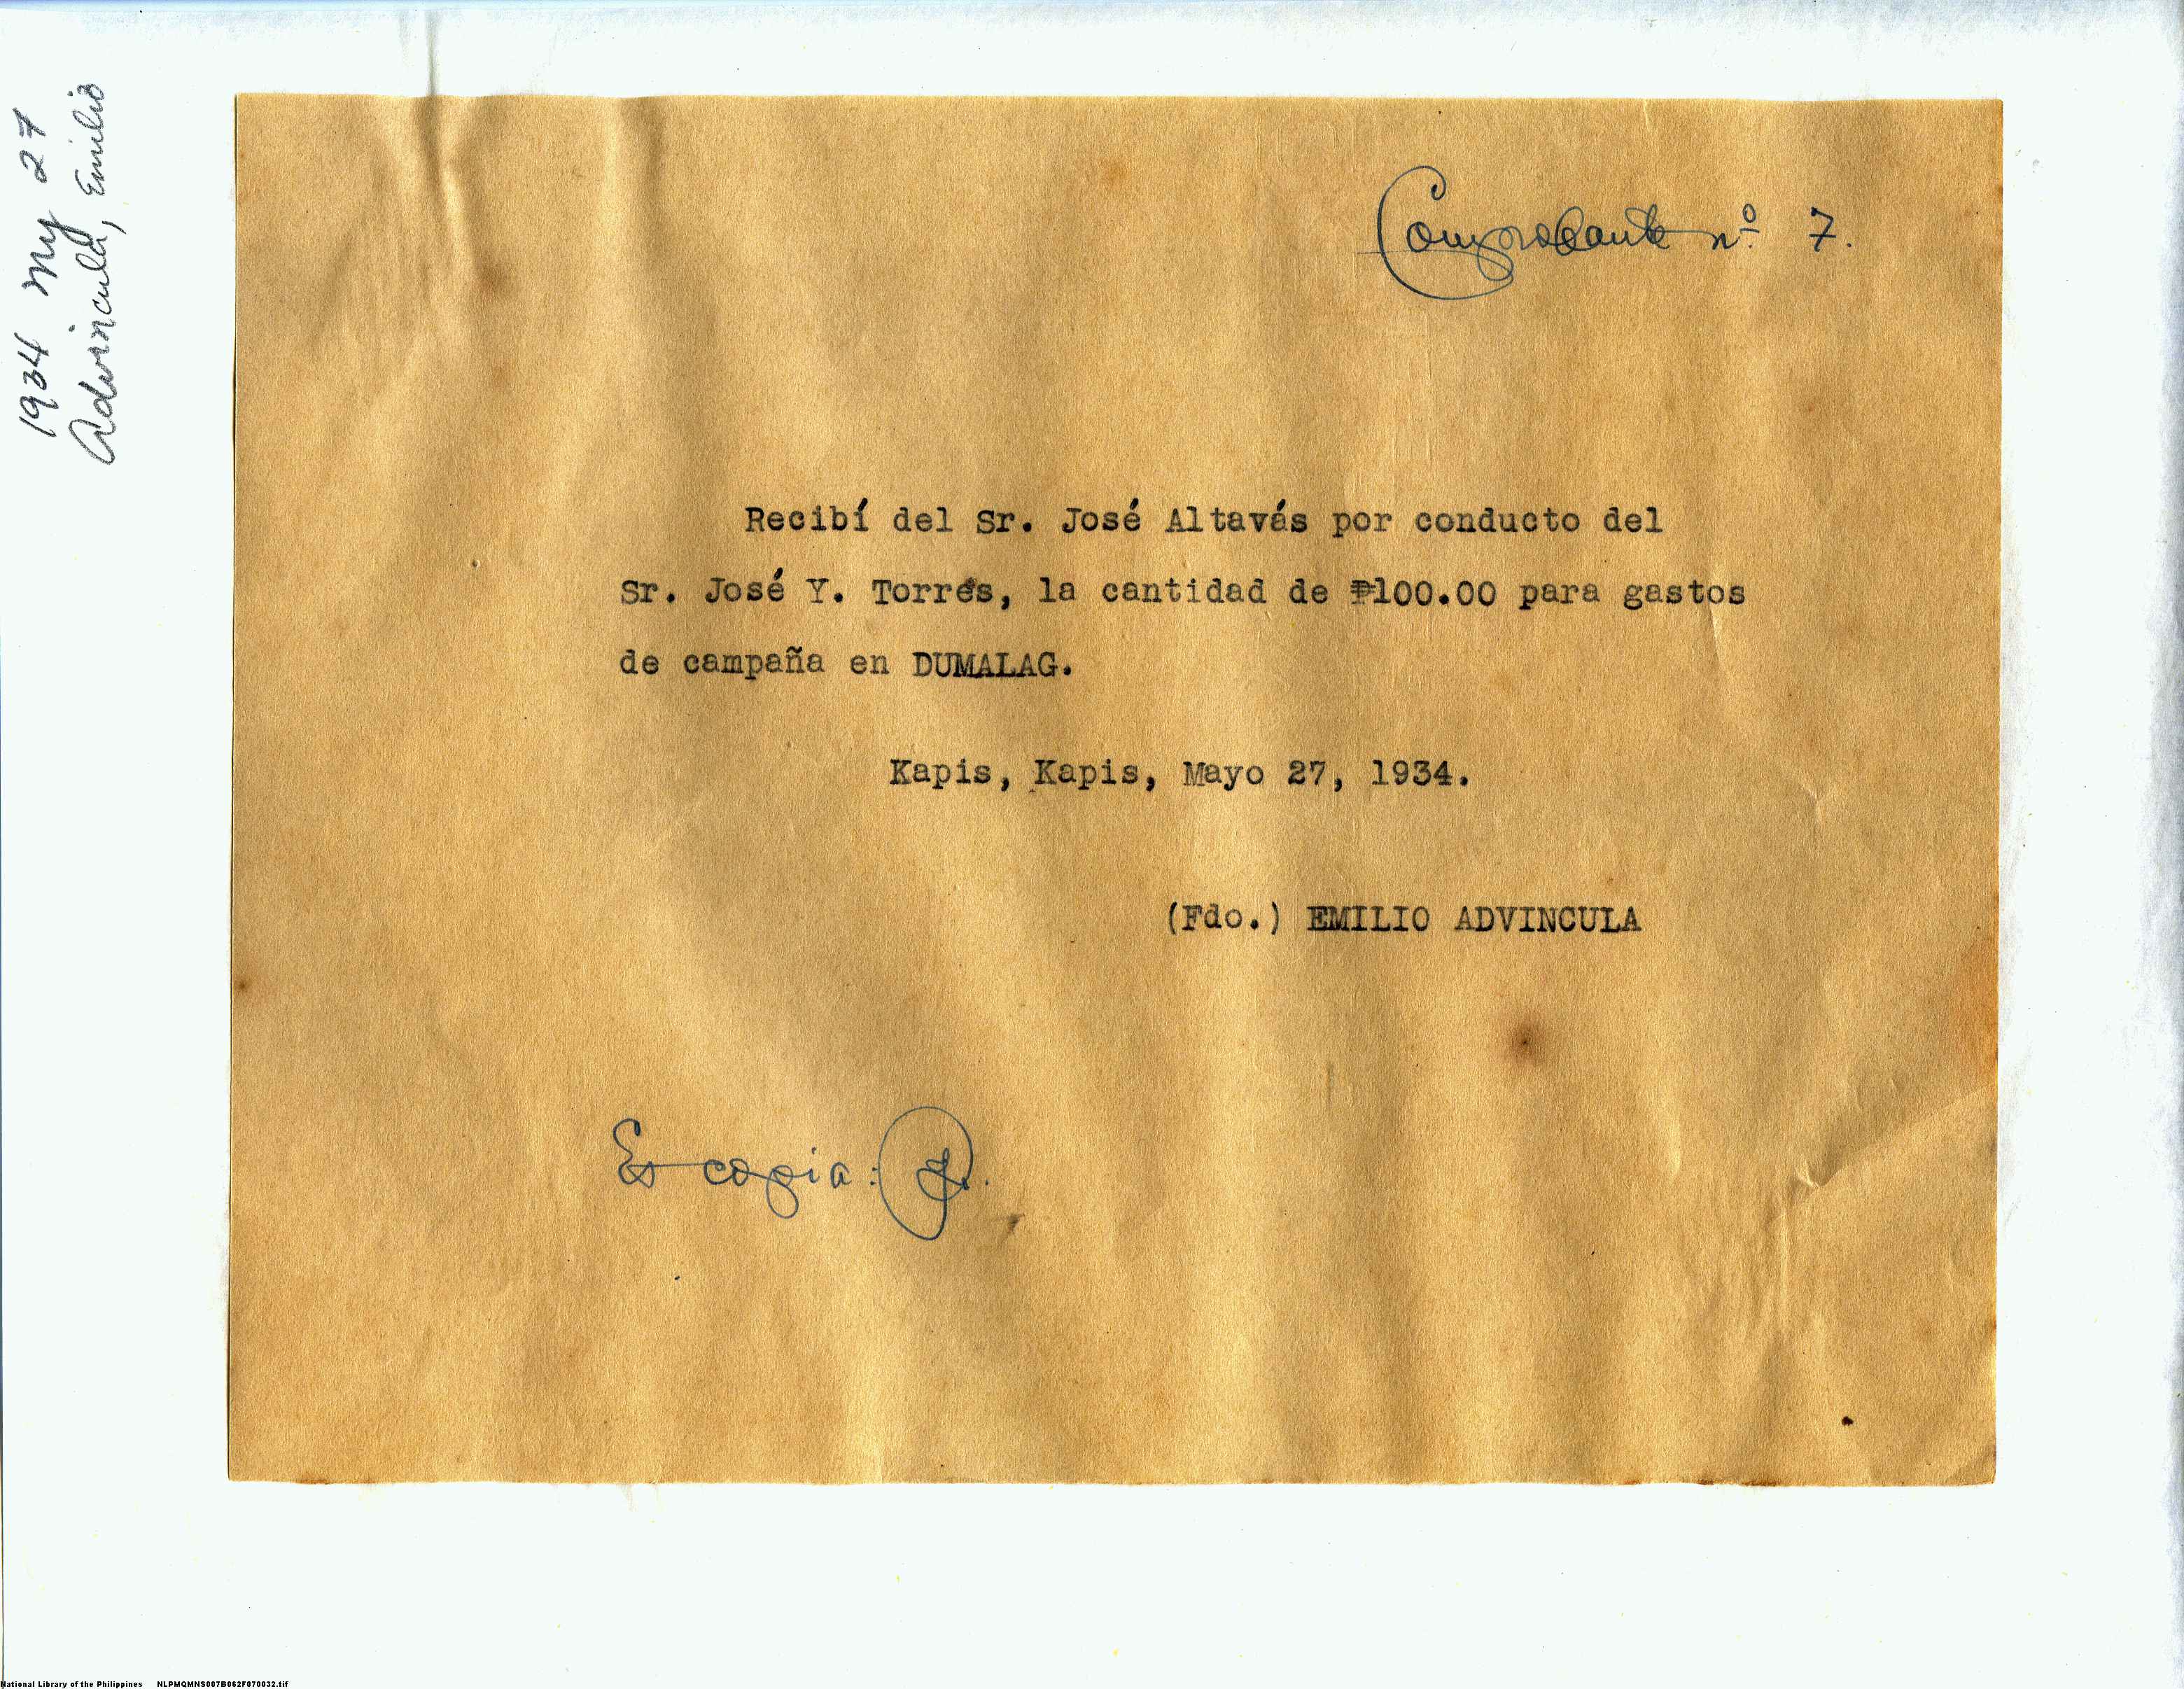 1934 My 27
Advincula, Emilio
Comprobante nº 7.
Recibí del Sr. José Altavás por conducto del
Sr. José Y. Torres, la cantidad de ₱100.00 para gastos
de campaña en DUMALAG.
Kapis, Kapis, Mayo 27, 1934.
(Fdo.) EMILIO ADVINCULA
Es copia:
National Library of the Philippines NLPMQMNS007B062F070032.tif